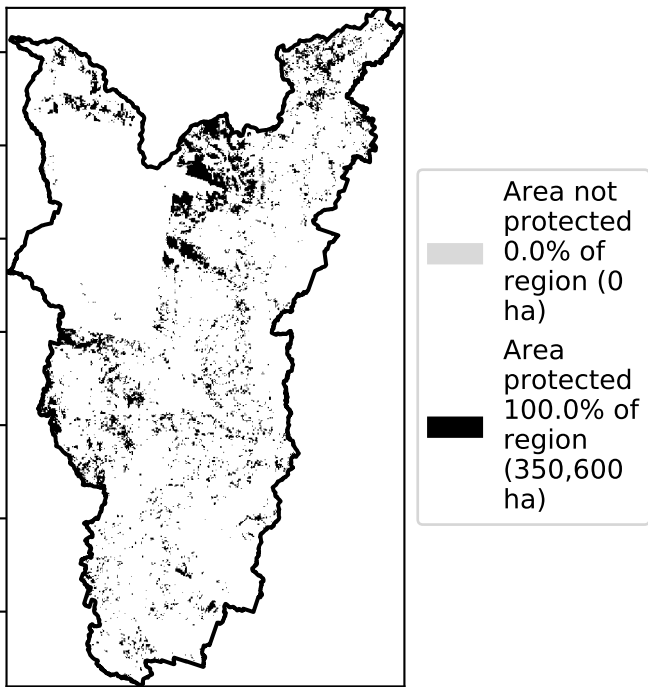 Area not
protected
0.0% of
region (0
ha)
Area
protected
100.0% of
region
(350,600
ha)